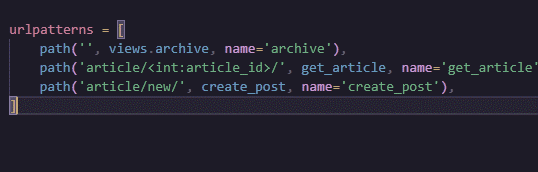 urlpatterns = [
    path('', views.archive, name='archive'),
    path('article/<int:article_id>/', get_article, name='get_article'
    path('article/new/', create_post, name='create_post'),
]